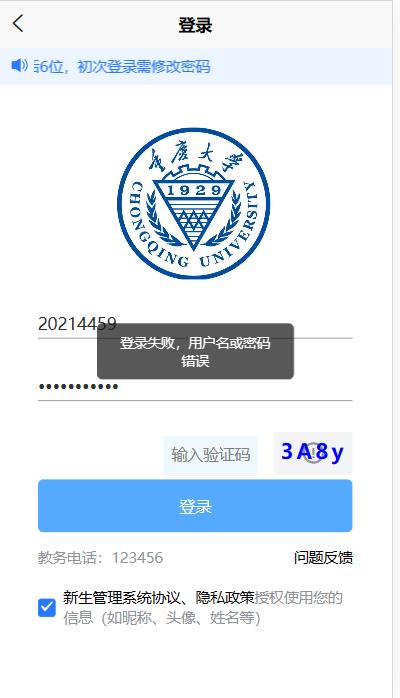 登录
后6位，初次登录需修改密码
重庆大学
1929
CHONGQING UNIVERSITY
20214459
登录失败，用户名或密码
错误
输入验证码
3A8y
登录
教务电话：123456
问题反馈
新生管理系统协议、隐私政策授权使用您的
信息（如昵称、头像、姓名等）